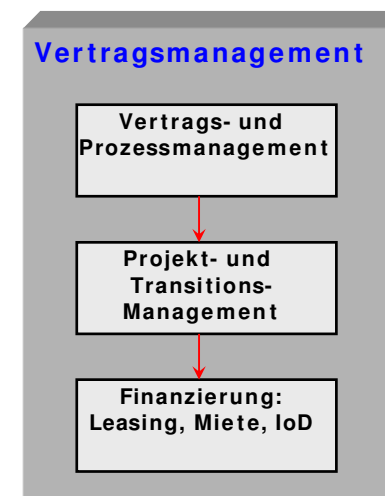 Vertragsmanagement
Vertrags- und
Prozessmanagement
Projekt- und
Transitions-
Management
Finanzierung:
Leasing, Miete, IoD